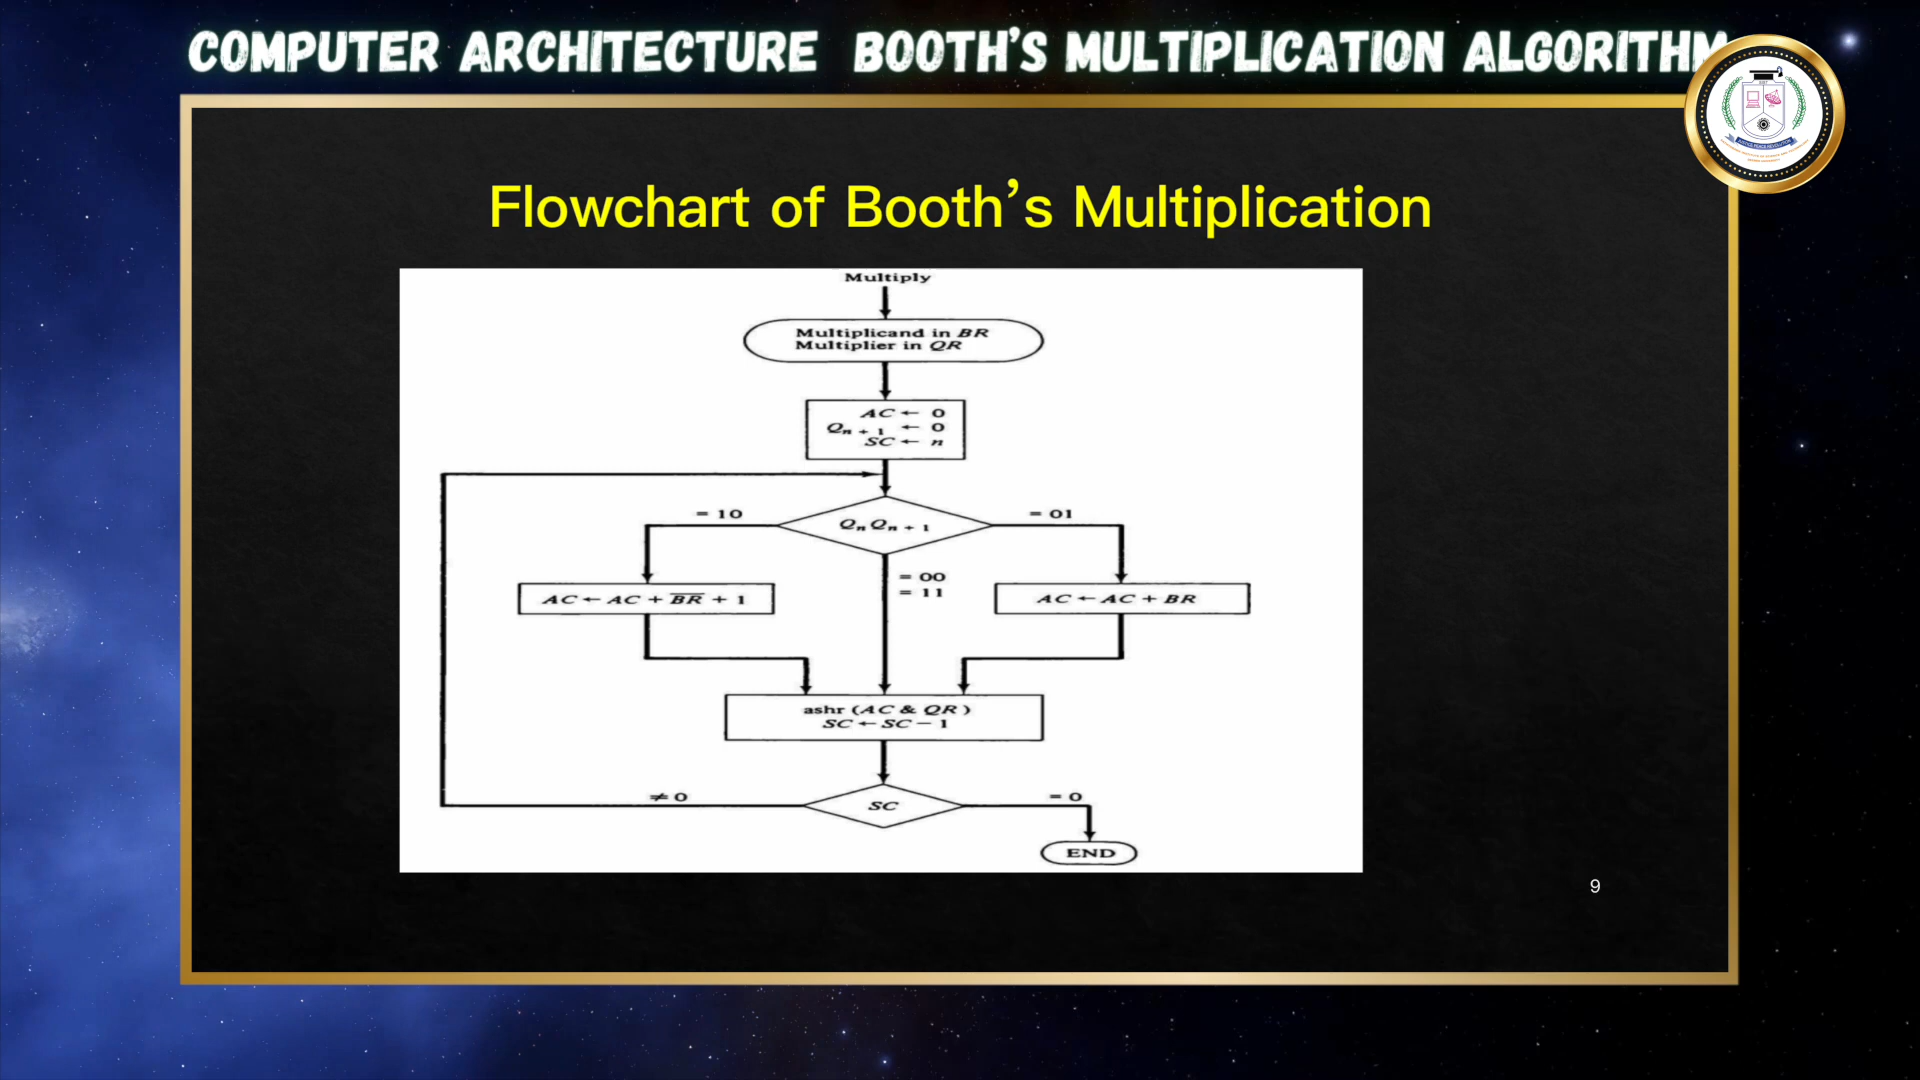 COMPUTER ARCHITECTURE BOOTH'S MULTIPLICATION ALGORITHM
Flowchart of Booth's Multiplication
Multiply
Multiplicand in BR
Multiplier in QR
AC ← 0
Qn + 1 ← 0
SC ← n
= 10
QnQn + 1
= 01
= 00
= 11
AC ← AC + B̅R̅ + 1
AC ← AC + BR
ashr (AC & QR)
SC ← SC − 1
≠ 0
SC
= 0
END
9